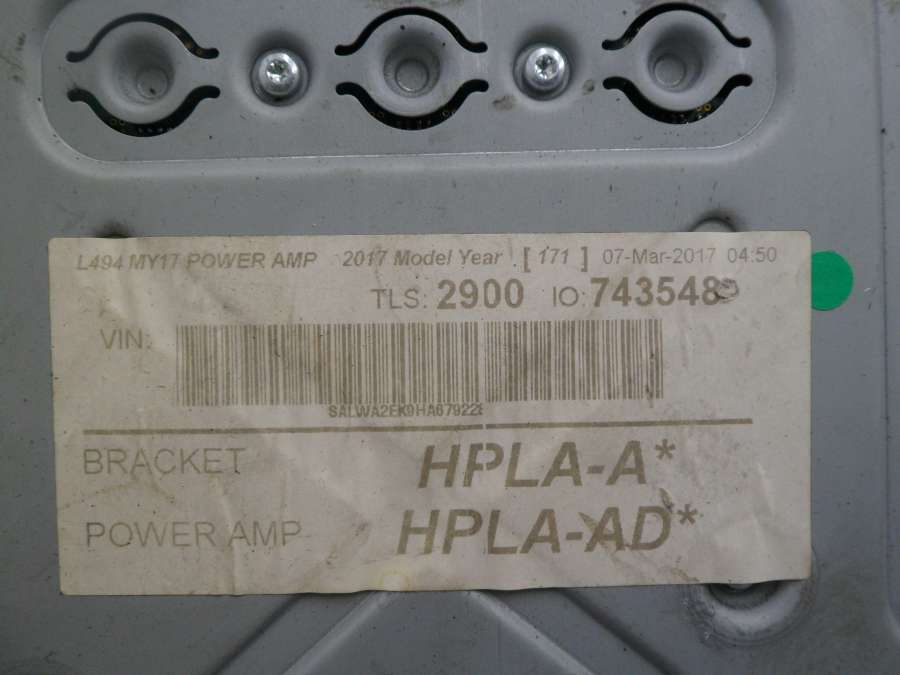 L494 MY17 POWER AMP 2017 Model Year [ 171 ] 07-Mar-2017 04:50
TLS: 2900 IO: 7435489
VIN:
SALWA2EK9HA679228
BRACKET HPLA-A*
POWER AMP HPLA-AD*